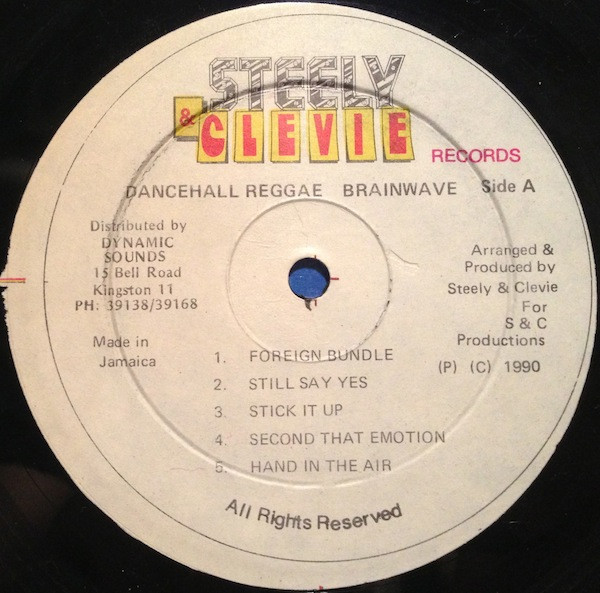 STEELY
& CLEVIE
RECORDS
DANCEHALL REGGAE BRAINWAVE Side A
Distributed by
DYNAMIC
SOUNDS
15 Bell Road
Kingston 11
PH: 39138/39168
Made in
Jamaica
Arranged &
Produced by
Steely & Clevie
For
S & C
Productions
(P) (C) 1990
1. FOREIGN BUNDLE
2. STILL SAY YES
3. STICK IT UP
4. SECOND THAT EMOTION
5. HAND IN THE AIR
All Rights Reserved